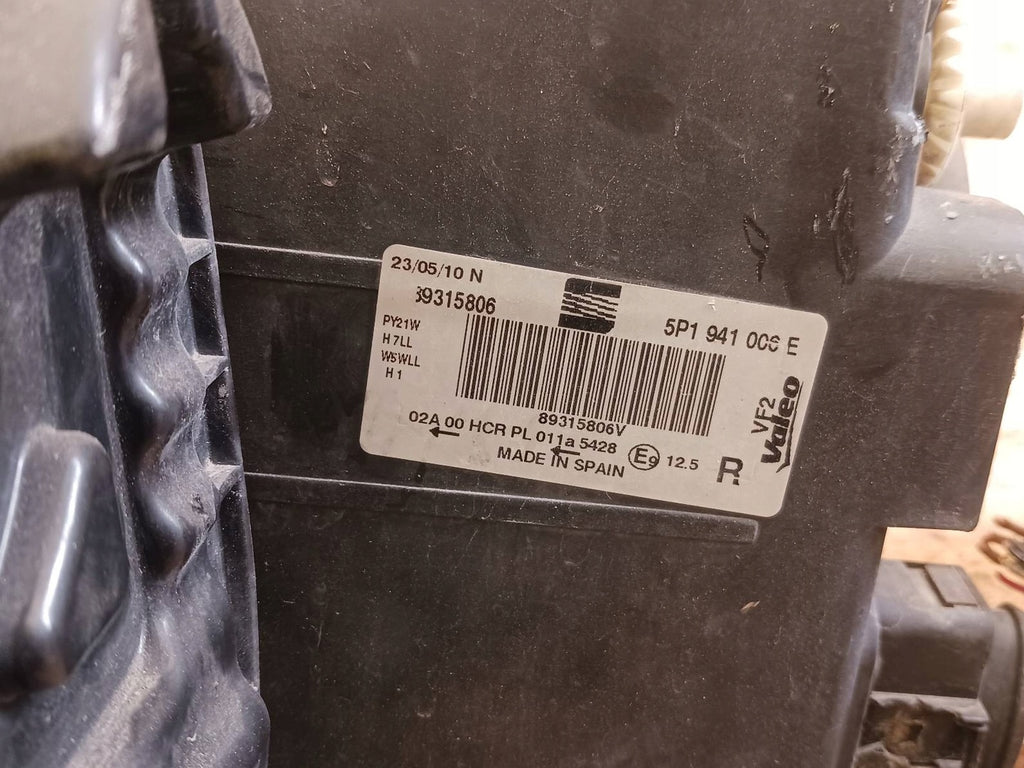 23/05/10 N
89315806
5P1 941 006 E
PY21W
H7LL
W5WLL
H1
89315806V
02A 00 HCR PL 011a 5428
E9 12.5
MADE IN SPAIN
R
VF2
Valeo